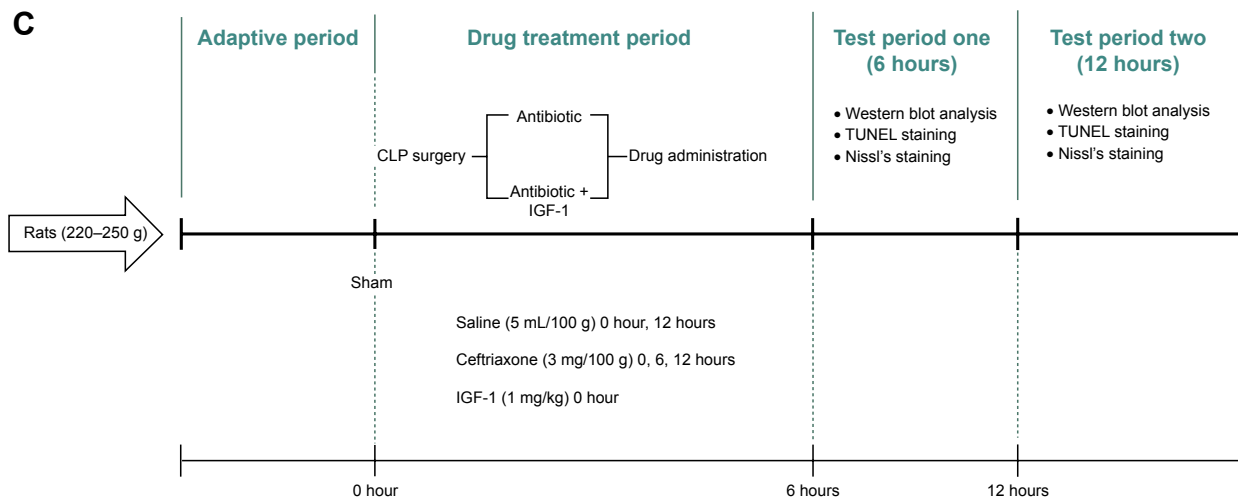 C
Adaptive period
Drug treatment period
Test period one
(6 hours)
Test period two
(12 hours)
Antibiotic
CLP surgery
Drug administration
Antibiotic +
IGF-1
• Western blot analysis
• TUNEL staining
• Nissl's staining
• Western blot analysis
• TUNEL staining
• Nissl's staining
Rats (220–250 g)
Sham
Saline (5 mL/100 g) 0 hour, 12 hours
Ceftriaxone (3 mg/100 g) 0, 6, 12 hours
IGF-1 (1 mg/kg) 0 hour
0 hour
6 hours
12 hours